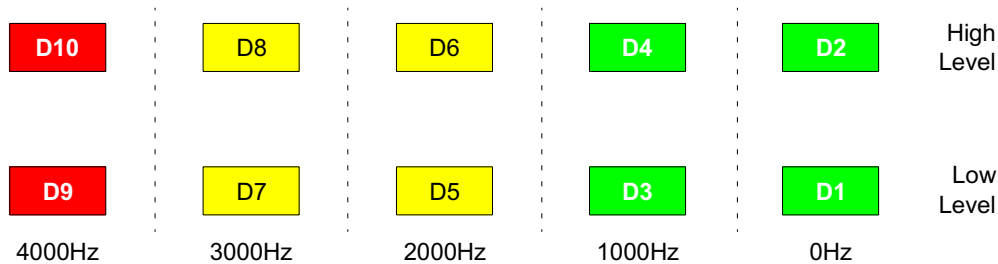 D10 D8 D6 D4 D2 High
Level
D9 D7 D5 D3 D1 Low
Level
4000Hz 3000Hz 2000Hz 1000Hz 0Hz